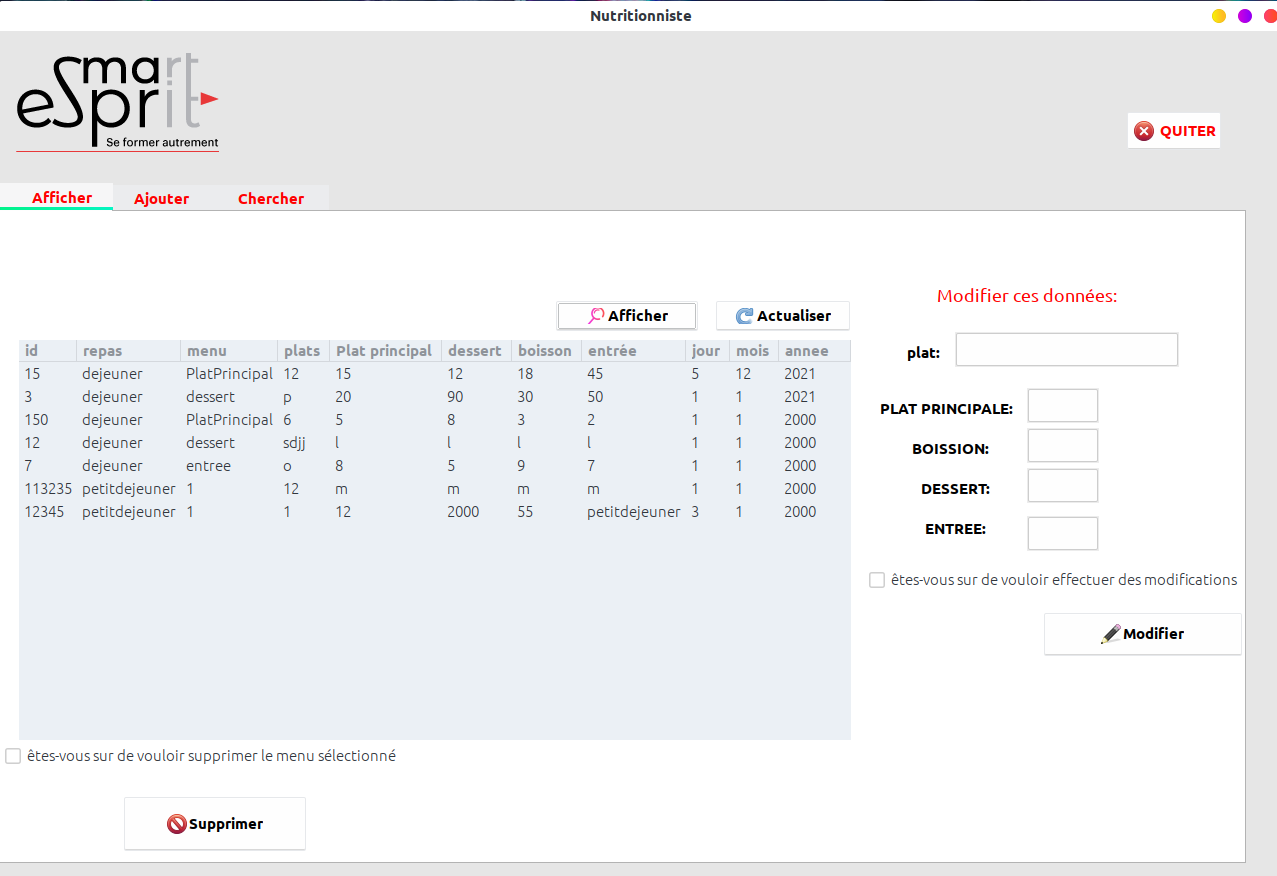 Nutritionniste
Smart
eSprit
Se former autrement
QUITER
Afficher Ajouter Chercher
Modifier ces données:
Afficher Actualiser
plat:
id repas menu plats Plat principal dessert boisson entrée jour mois annee
15 dejeuner PlatPrincipal 12 15 12 18 45 5 12 2021
3 dejeuner dessert p 20 90 30 50 1 1 2021
150 dejeuner PlatPrincipal 6 5 8 3 2 1 1 2000
12 dejeuner dessert sdjj l l l l 1 1 2000
7 dejeuner entree o 8 5 9 7 1 1 2000
113235 petitdejeuner 1 12 m m m m 1 1 2000
12345 petitdejeuner 1 1 12 2000 55 petitdejeuner 3 1 2000
PLAT PRINCIPALE:
BOISSION:
DESSERT:
ENTREE:
êtes-vous sur de vouloir effectuer des modifications
Modifier
êtes-vous sur de vouloir supprimer le menu sélectionné
Supprimer